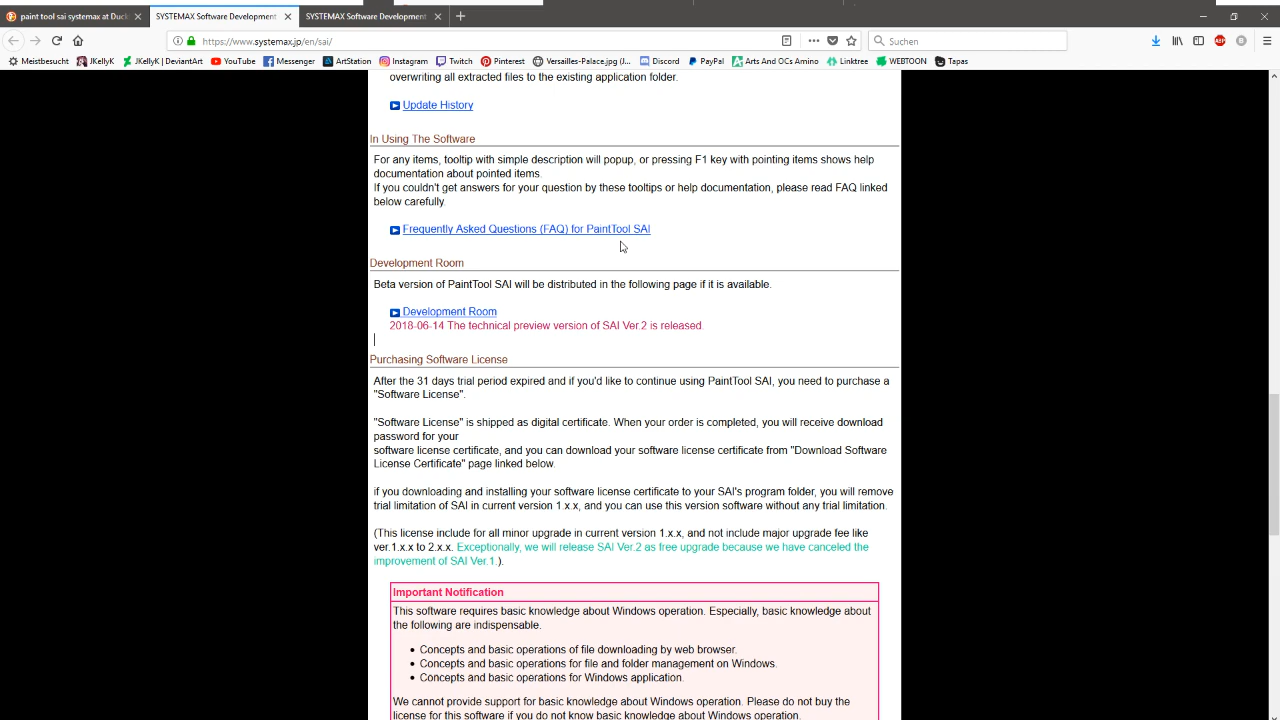 paint tool sai systemax at Duck
SYSTEMAX Software Development
SYSTEMAX Software Development
https://www.systemax.jp/en/sai/
Suchen
Meistbesucht
JKellyK
JKellyK | DeviantArt
YouTube
Messenger
ArtStation
Instagram
Twitch
Pinterest
Versailles-Palace.jpg (J...
Discord
PayPal
Arts And OCs Amino
Linktree
WEBTOON
Tapas
overwriting all extracted files to the existing application folder.
Update History
In Using The Software
For any items, tooltip with simple description will popup, or pressing F1 key with pointing items shows help
documentation about pointed items.
If you couldn't get answers for your question by these tooltips or help documentation, please read FAQ linked
below carefully.
Frequently Asked Questions (FAQ) for PaintTool SAI
Development Room
Beta version of PaintTool SAI will be distributed in the following page if it is available.
Development Room
2018-06-14 The technical preview version of SAI Ver.2 is released.
Purchasing Software License
After the 31 days trial period expired and if you'd like to continue using PaintTool SAI, you need to purchase a
"Software License".
"Software License" is shipped as digital certificate. When your order is completed, you will receive download
password for your
software license certificate, and you can download your software license certificate from "Download Software
License Certificate" page linked below.
if you downloading and installing your software license certificate to your SAI's program folder, you will remove
trial limitation of SAI in current version 1.x.x, and you can use this version software without any trial limitation.
(This license include for all minor upgrade in current version 1.x.x, and not include major upgrade fee like
ver.1.x.x to 2.x.x. Exceptionally, we will release SAI Ver.2 as free upgrade because we have canceled the
improvement of SAI Ver.1.).
Important Notification
This software requires basic knowledge about Windows operation. Especially, basic knowledge about
the following are indispensable.
Concepts and basic operations of file downloading by web browser.
Concepts and basic operations for file and folder management on Windows.
Concepts and basic operations for Windows application.
We cannot provide support for basic knowledge about Windows operation. Please do not buy the
license for this software if you do not know basic knowledge about Windows operation.